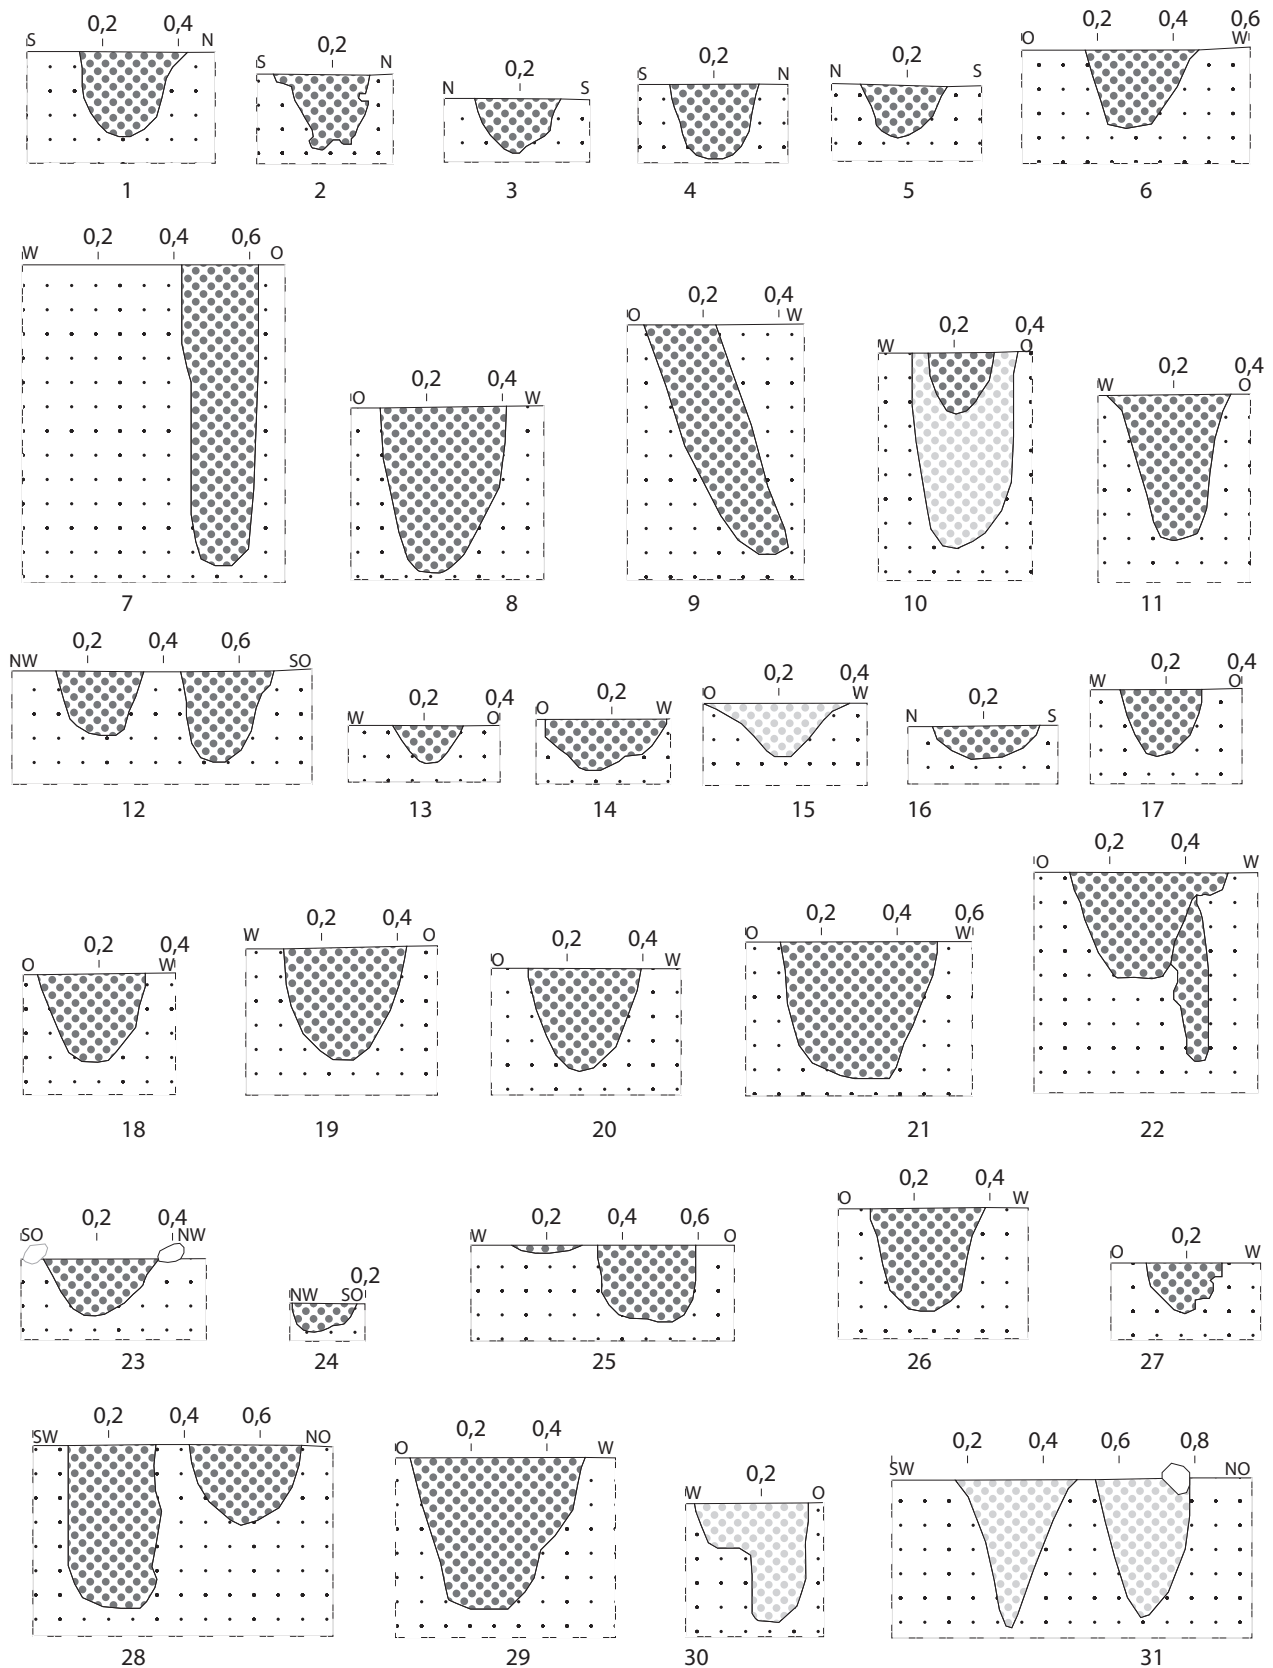 0,2 0,4
S N
1
0,2
S N
2
0,2
N S
3
0,2
S N
4
0,2
N S
5
0,2 0,4 0,6
O W
6
0,2 0,4 0,6
W O
7
0,2 0,4
O W
8
0,2 0,4
O W
9
0,2 0,4
W O
10
0,2 0,4
W O
11
0,2 0,4 0,6
NW SO
12
0,2 0,4
W O
13
0,2
O W
14
0,2 0,4
O W
15
0,2
N S
16
0,2 0,4
W O
17
0,2 0,4
O W
18
0,2 0,4
W O
19
0,2 0,4
O W
20
0,2 0,4 0,6
O W
21
0,2 0,4
O W
22
0,2 0,4
SO NW
23
0,2
NW SO
24
0,2 0,4 0,6
W O
25
0,2 0,4
O W
26
0,2
O W
27
0,2 0,4 0,6
SW NO
28
0,2 0,4
O W
29
0,2
W O
30
0,2 0,4 0,6 0,8
SW NO
31